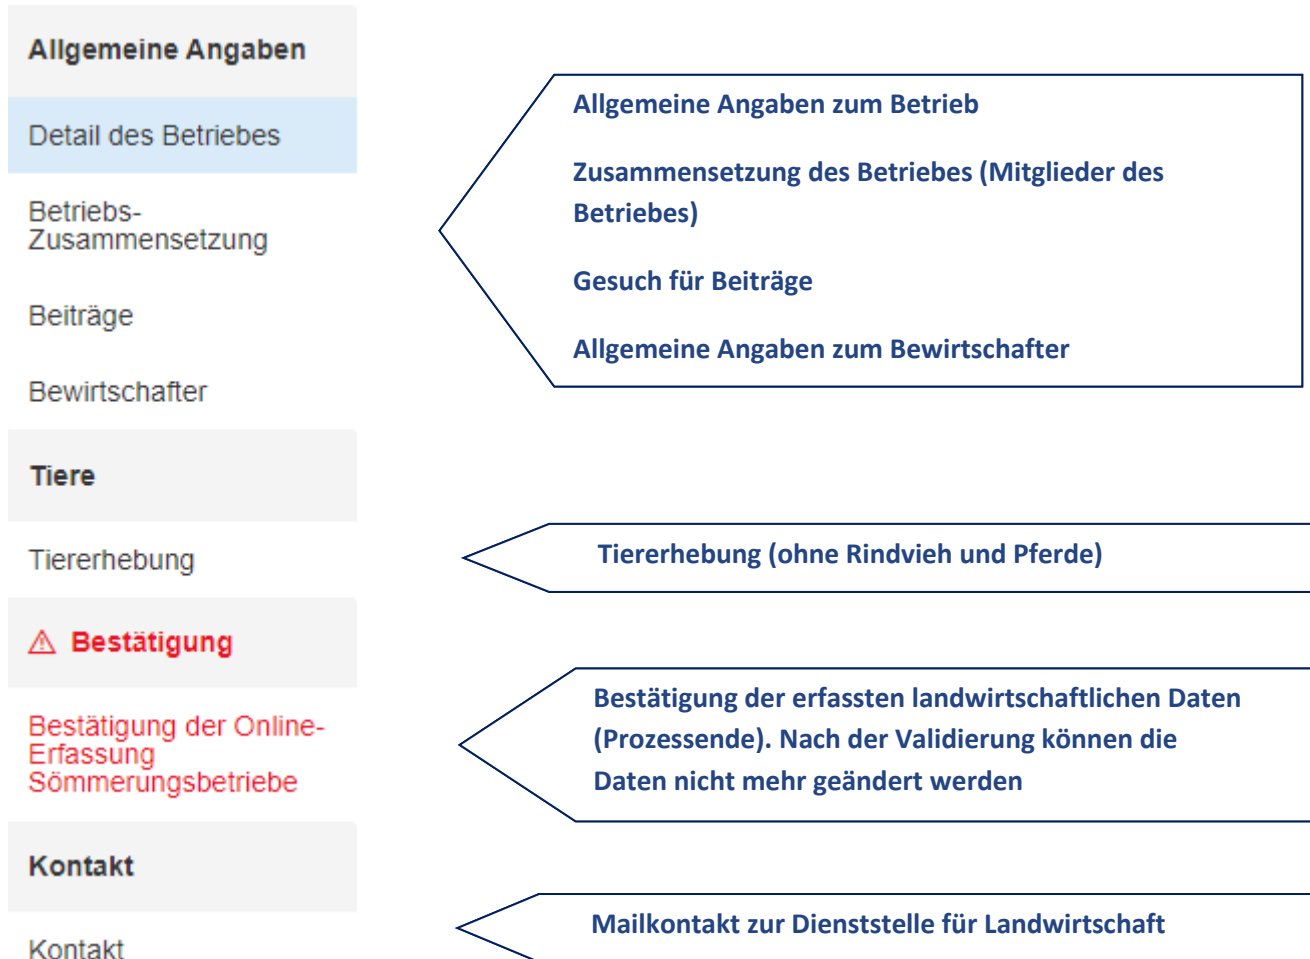 Allgemeine Angaben
Detail des Betriebes
Betriebs-
Zusammensetzung
Beiträge
Bewirtschafter
Allgemeine Angaben zum Betrieb
Zusammensetzung des Betriebes (Mitglieder des
Betriebes)
Gesuch für Beiträge
Allgemeine Angaben zum Bewirtschafter
Tiere
Tiererhebung
Tiererhebung (ohne Rindvieh und Pferde)
⚠ Bestätigung
Bestätigung der Online-
Erfassung
Sömmerungsbetriebe
Bestätigung der erfassten landwirtschaftlichen Daten
(Prozessende). Nach der Validierung können die
Daten nicht mehr geändert werden
Kontakt
Kontakt
Mailkontakt zur Dienststelle für Landwirtschaft